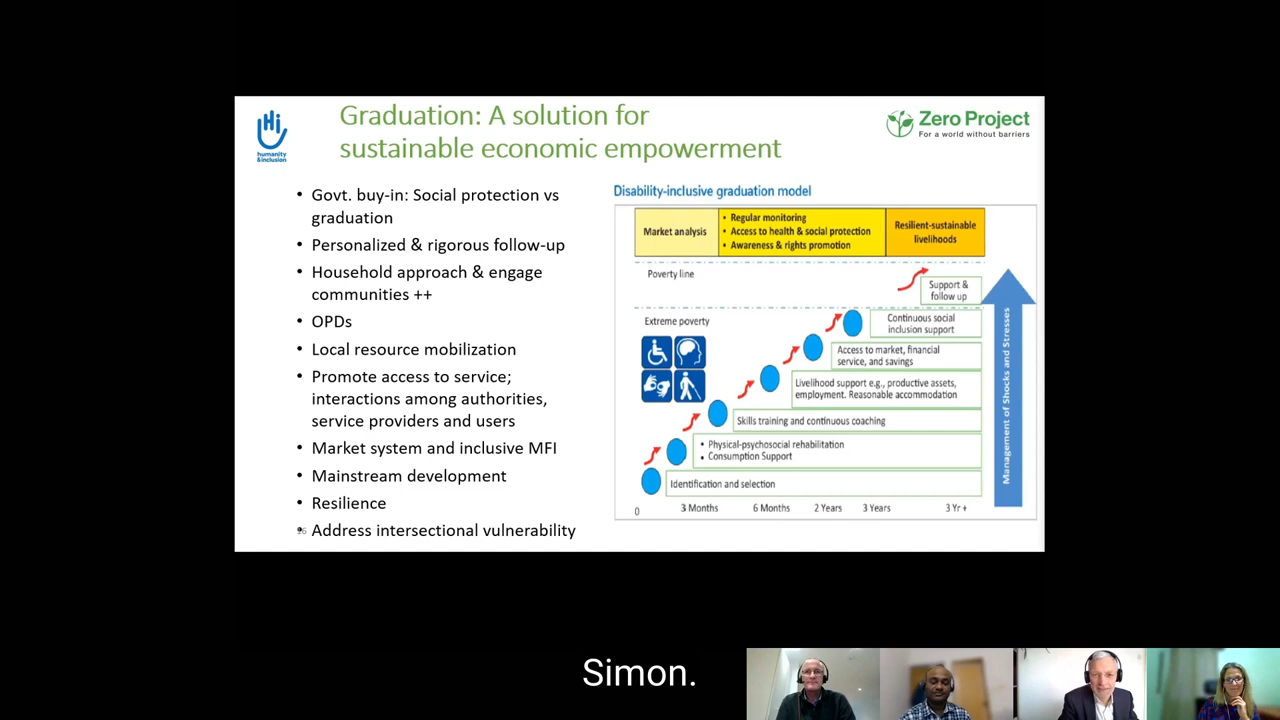 Graduation: A solution for
sustainable economic empowerment
Hi
humanity
&inclusion
Zero Project
For a world without barriers
• Govt. buy-in: Social protection vs
graduation
• Personalized & rigorous follow-up
• Household approach & engage
communities ++
• OPDs
• Local resource mobilization
• Promote access to service;
interactions among authorities,
service providers and users
• Market system and inclusive MFI
• Mainstream development
• Resilience
• Address intersectional vulnerability
Disability-inclusive graduation model
Market analysis
• Regular monitoring
• Access to health & social protection
• Awareness & rights promotion
Resilient-sustainable
livelihoods
Poverty line
Support &
follow up
Extreme poverty
Continuous social
inclusion support
Access to market, financial
service, and savings
Livelihood support e.g., productive assets,
employment. Reasonable accommodation
Skills training and continuous coaching
• Physical-psychosocial rehabilitation
• Consumption Support
Identification and selection
0 3 Months 6 Months 2 Years 3 Years 3 Yr +
Management of Shocks and Stresses
Simon.